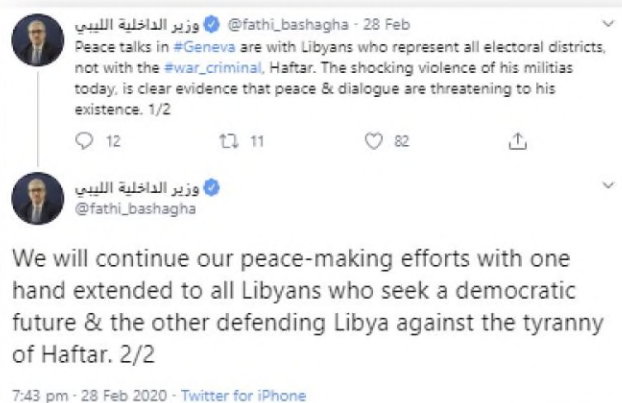 وزير الداخلية الليبي @fathi_bashagha · 28 Feb
Peace talks in #Geneva are with Libyans who represent all electoral districts,
not with the #war_criminal, Haftar. The shocking violence of his militias
today, is clear evidence that peace & dialogue are threatening to his
existence. 1/2
12 11 82
وزير الداخلية الليبي
@fathi_bashagha
We will continue our peace-making efforts with one
hand extended to all Libyans who seek a democratic
future & the other defending Libya against the tyranny
of Haftar. 2/2
7:43 pm · 28 Feb 2020 · Twitter for iPhone